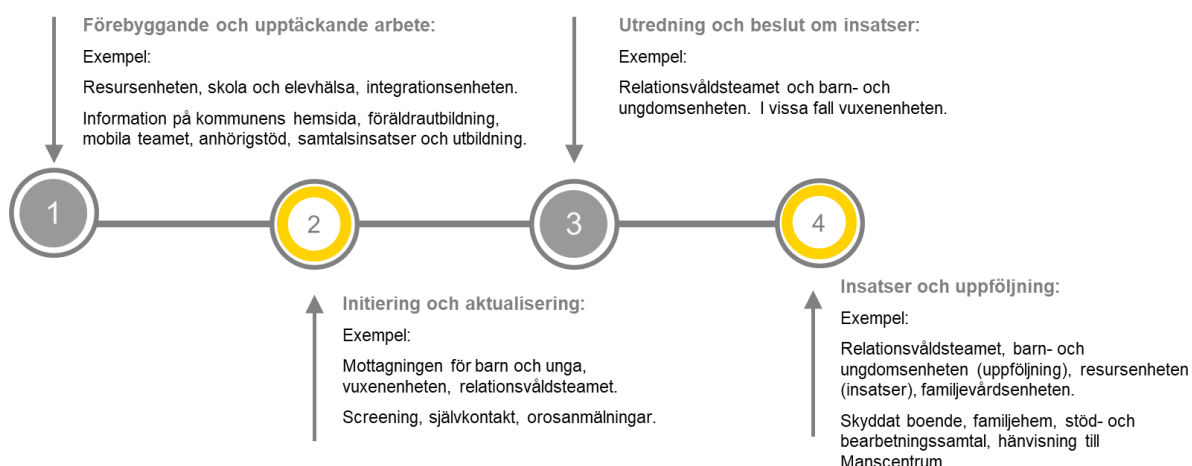 Förebyggande och upptäckande arbete:
Exempel:
Resursenheten, skola och elevhälsa, integrationsenheten.
Information på kommunens hemsida, föräldrautbildning,
mobila teamet, anhörigstöd, samtalsinsatser och utbildning.
Utredning och beslut om insatser:
Exempel:
Relationsvåldsteamet och barn- och
ungdomsenheten. I vissa fall vuxenenheten.
1
2
3
4
Initiering och aktualisering:
Exempel:
Mottagningen för barn och unga,
vuxenenheten, relationsvåldsteamet.
Screening, självkontakt, orosanmälningar.
Insatser och uppföljning:
Exempel:
Relationsvåldsteamet, barn- och
ungdomsenheten (uppföljning), resursenheten
(insatser), familjevårdsenheten.
Skyddat boende, familjehem, stöd- och
bearbetningssamtal, hänvisning till
Manscentrum.